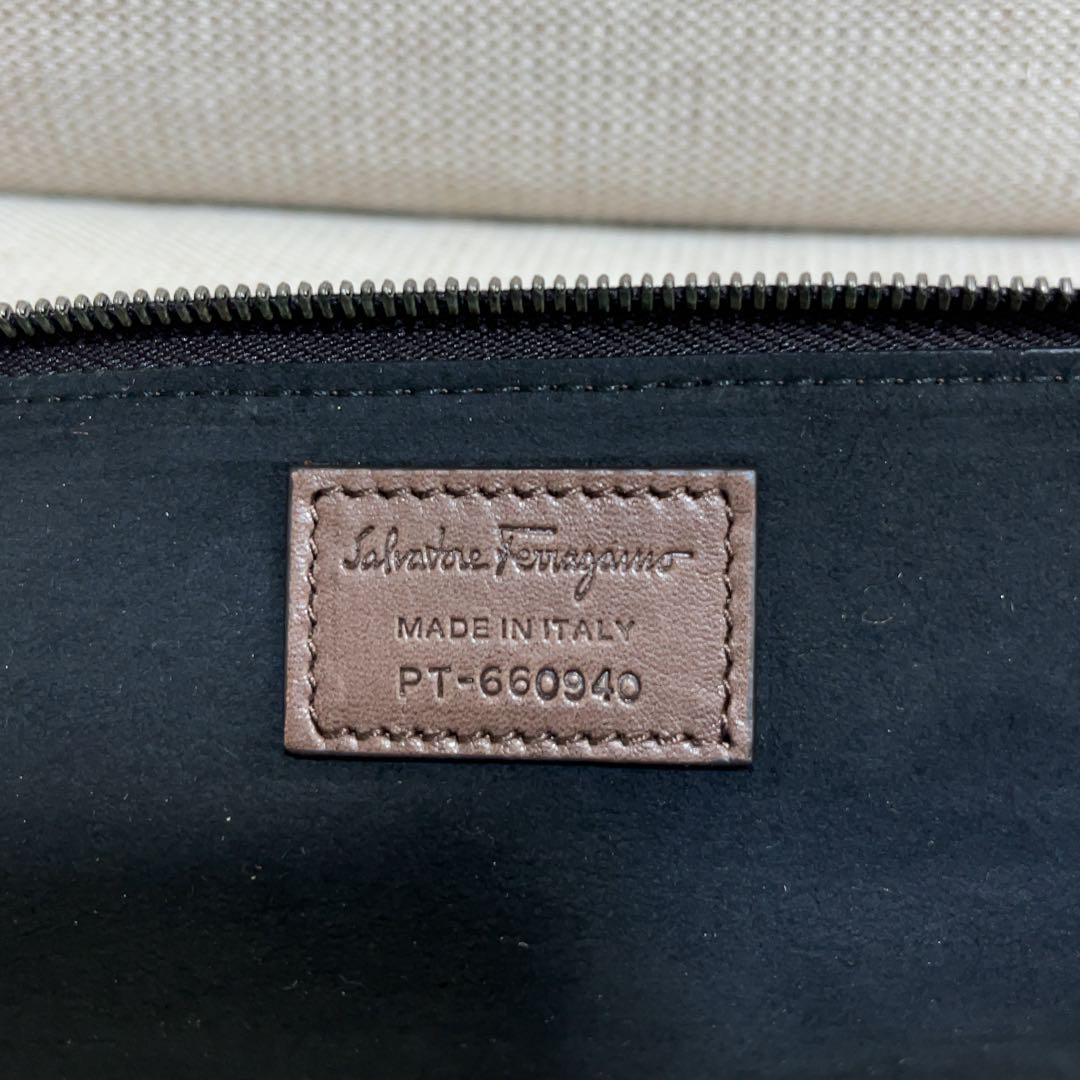 Salvatore Ferragamo
MADE IN ITALY
PT-660940